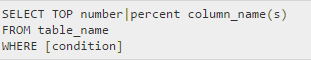 SELECT TOP number|percent column_name(s)
FROM table_name
WHERE [condition]